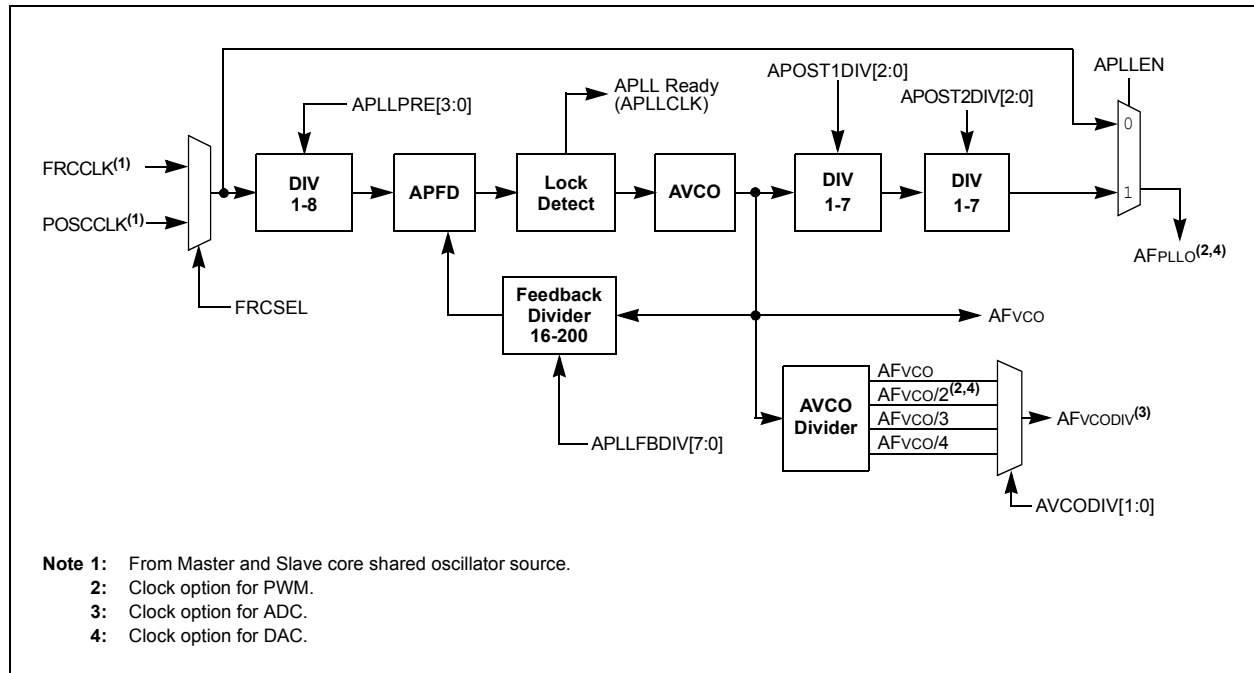 APLLEN
APOST1DIV[2:0]
APLL Ready
(APLLCLK)
APLLPRE[3:0]
APOST2DIV[2:0]
0
FRCCLK(1)
DIV
1-8
APFD
Lock
Detect
AVCO
DIV
1-7
DIV
1-7
1
POSCCLK(1)
AFPLLO(2,4)
FRCSEL
Feedback
Divider
16-200
AFVCO
AVCO
Divider
AFVCO
AFVCO/2(2,4)
AFVCO/3
AFVCO/4
AFVCODIV(3)
APLLFBDIV[7:0]
AVCODIV[1:0]
Note 1: From Master and Slave core shared oscillator source.
2: Clock option for PWM.
3: Clock option for ADC.
4: Clock option for DAC.